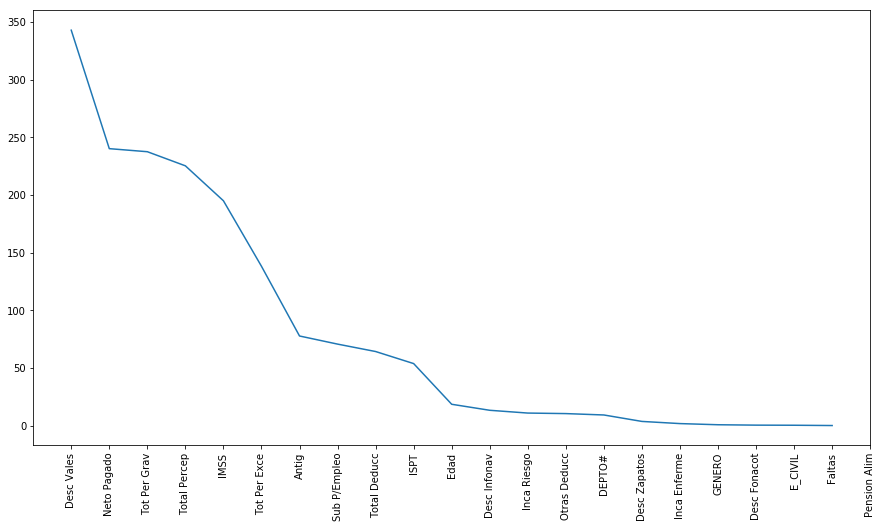 350
300
250
200
150
100
50
0
Desc Vales
Neto Pagado
Tot Per Grav
Total Percep
IMSS
Tot Per Exce
Antig
Sub P/Empleo
Total Deducc
ISPT
Edad
Desc Infonav
Inca Riesgo
Otras Deducc
DEPTO#
Desc Zapatos
Inca Enferme
GENERO
Desc Fonacot
E_CIVIL
Faltas
Pension Alim